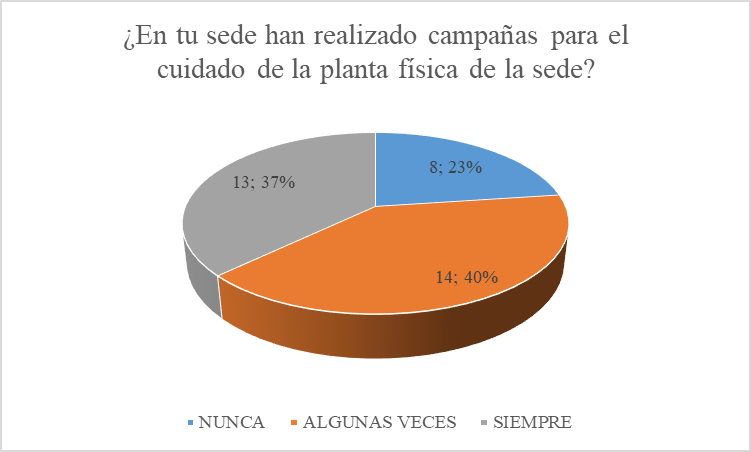 ¿En tu sede han realizado campañas para el
cuidado de la planta física de la sede?
8; 23%
13; 37%
14; 40%
NUNCA ALGUNAS VECES SIEMPRE